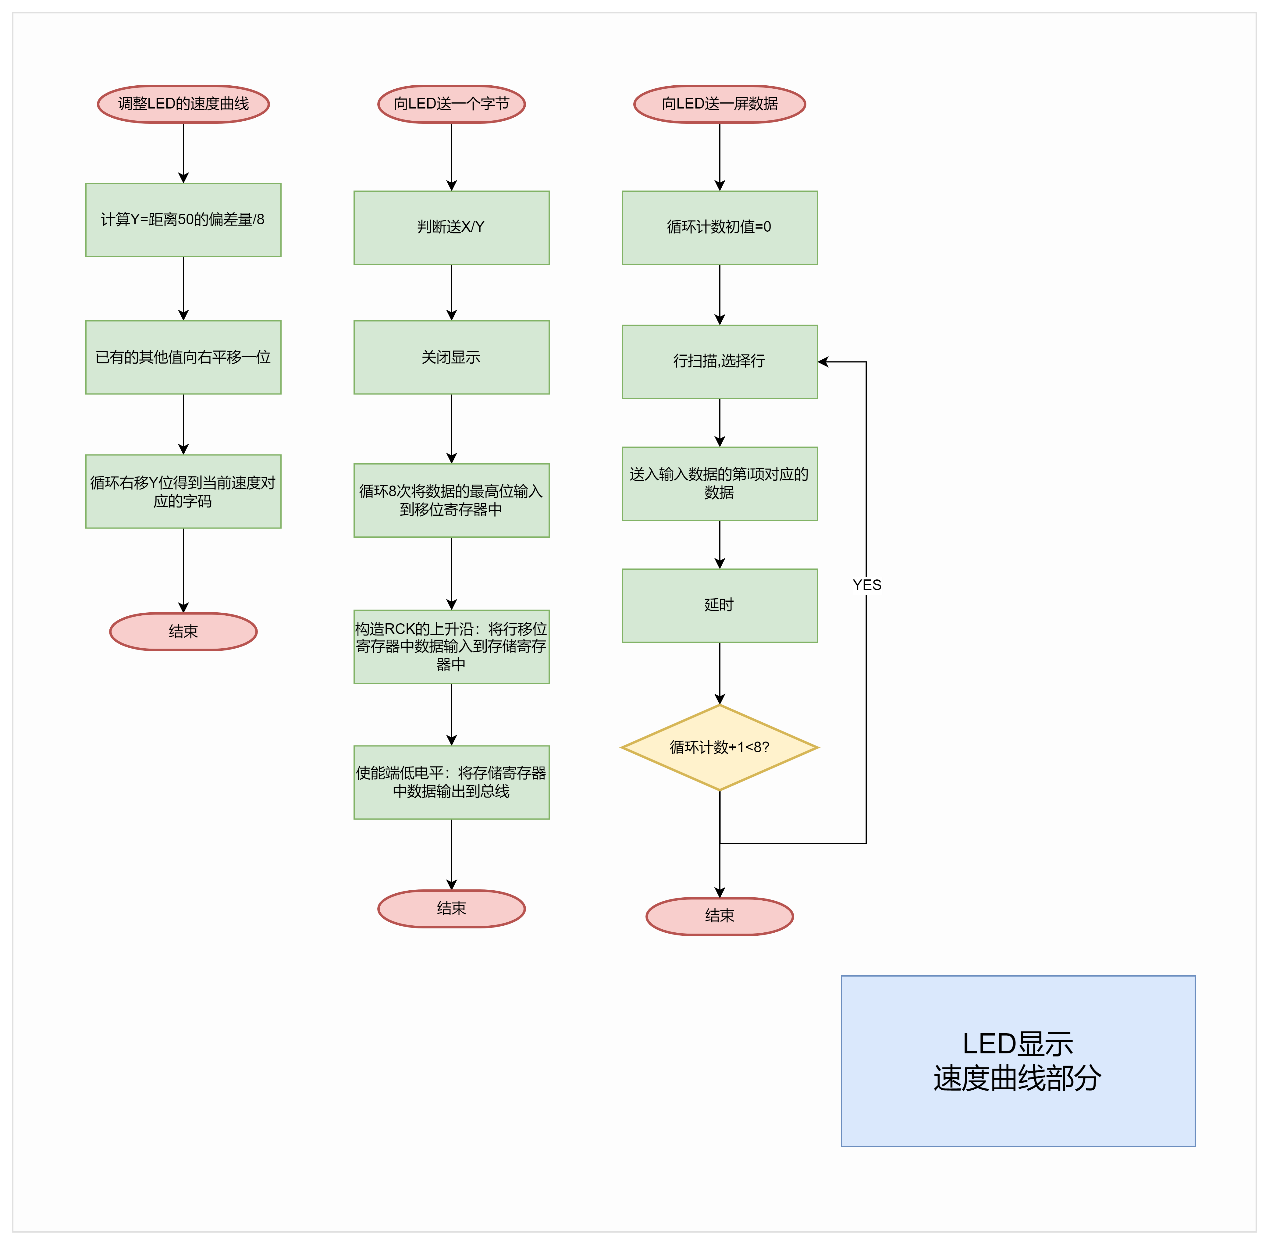 调整LED的速度曲线
计算Y=距离50的偏差量/8
已有的其他值向右平移一位
循环右移Y位得到当前速度对
应的字码
结束
向LED送一个字节
判断送X/Y
关闭显示
循环8次将数据的最高位输入
到移位寄存器中
构造RCK的上升沿：将行移位
寄存器中数据输入到存储寄存
器中
使能端低电平：将存储寄存器
中数据输出到总线
结束
向LED送一屏数据
循环计数初值=0
行扫描,选择行
送入输入数据的第i项对应的
数据
延时
YES
循环计数+1<8?
结束
LED显示
速度曲线部分